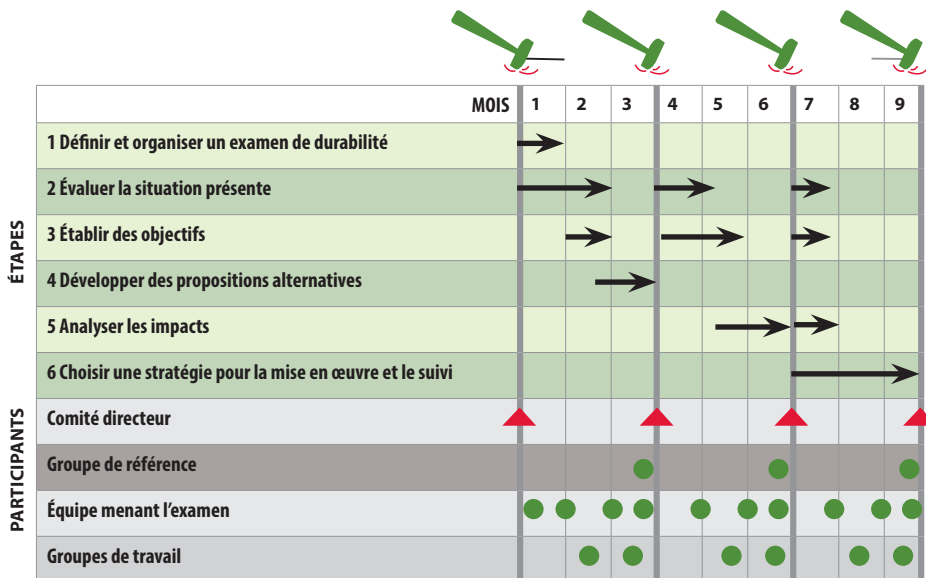 MOIS 1 2 3 4 5 6 7 8 9
ÉTAPES
1 Définir et organiser un examen de durabilité
2 Évaluer la situation présente
3 Établir des objectifs
4 Développer des propositions alternatives
5 Analyser les impacts
6 Choisir une stratégie pour la mise en œuvre et le suivi
PARTICIPANTS
Comité directeur
Groupe de référence
Équipe menant l’examen
Groupes de travail